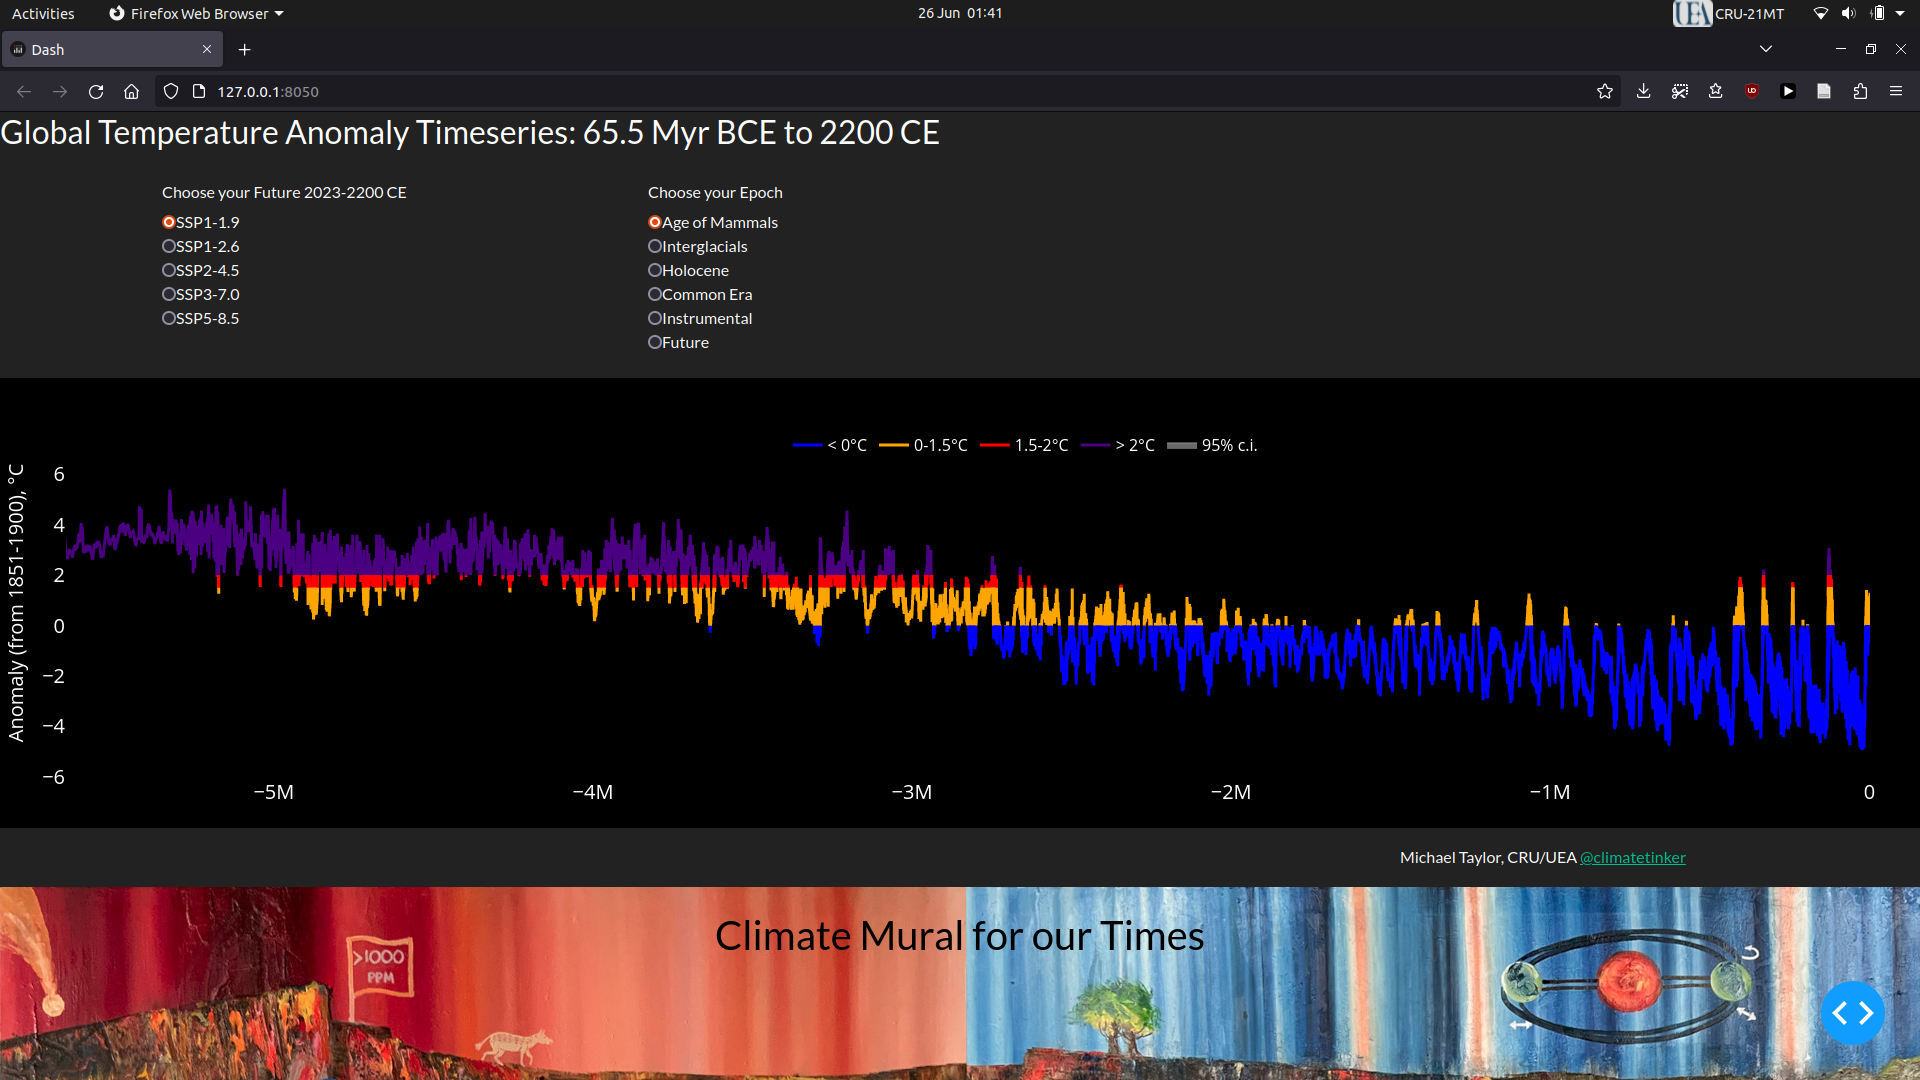 Activities Firefox Web Browser 26 Jun 01:41 UEA CRU-21MT
Dash
127.0.0.1:8050
Global Temperature Anomaly Timeseries: 65.5 Myr BCE to 2200 CE
Choose your Future 2023-2200 CE
SSP1-1.9
SSP1-2.6
SSP2-4.5
SSP3-7.0
SSP5-8.5
Choose your Epoch
Age of Mammals
Interglacials
Holocene
Common Era
Instrumental
Future
< 0°C 0-1.5°C 1.5-2°C > 2°C 95% c.i.
Anomaly (from 1851-1900), °C
6
4
2
0
−2
−4
−6
−5M −4M −3M −2M −1M 0
Michael Taylor, CRU/UEA @climatetinker
Climate Mural for our Times
>1000
PPM